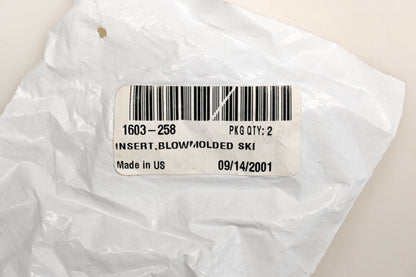 1603-258 PKG QTY: 2
INSERT,BLOWMOLDED SKI
Made in US 09/14/2001